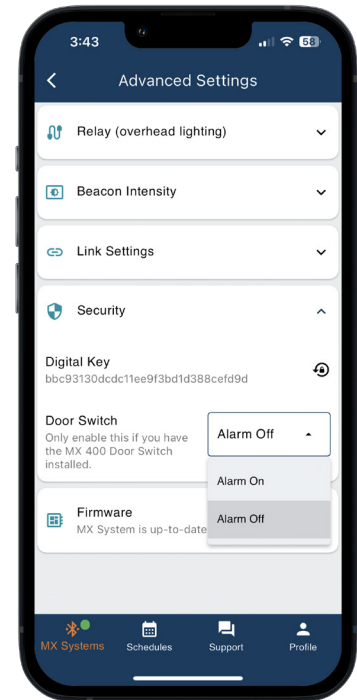 3:43
58
Advanced Settings
Relay (overhead lighting)
Beacon Intensity
Link Settings
Security
Digital Key
bbc93130dcdc11ee9f3bd1d388cefd9d
Door Switch
Only enable this if you have
the MX 400 Door Switch
installed.
Alarm Off
Alarm On
Alarm Off
Firmware
MX System is up-to-date
MX Systems
Schedules
Support
Profile